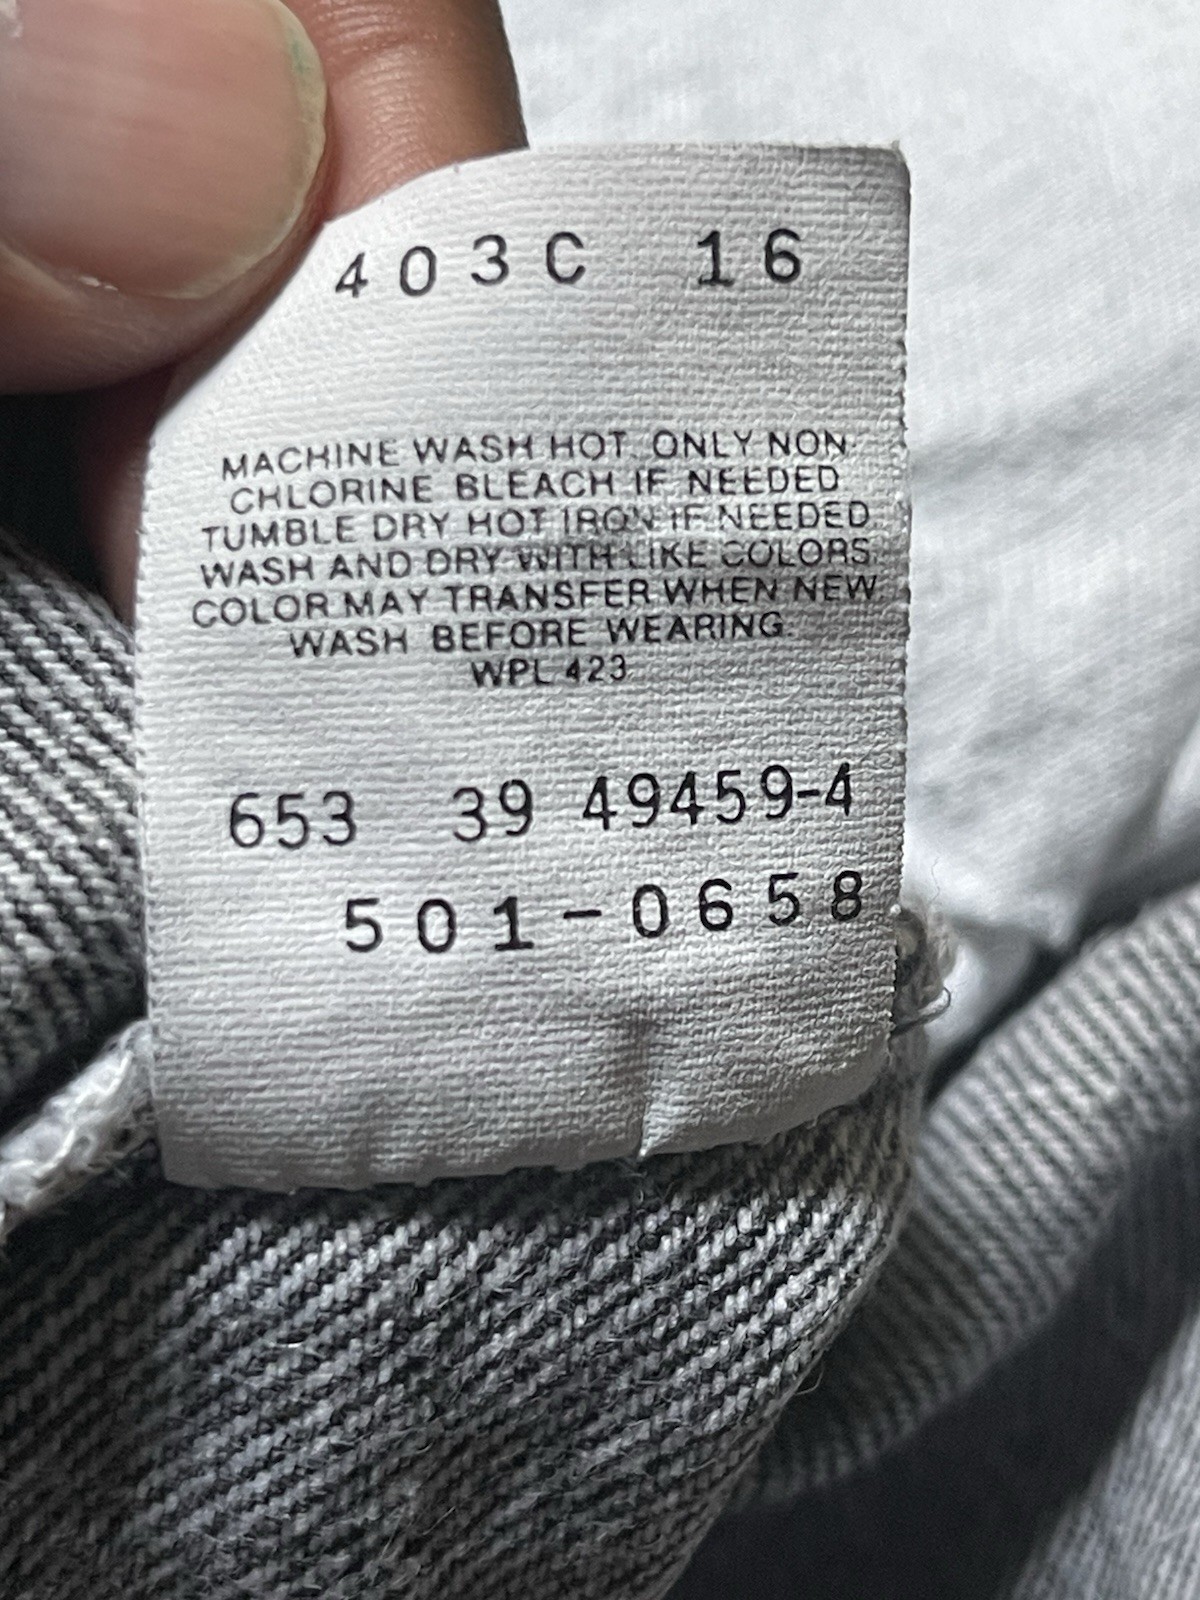 403C 16
MACHINE WASH HOT. ONLY NON-
CHLORINE BLEACH IF NEEDED
TUMBLE DRY HOT IRON IF NEEDED
WASH AND DRY WITH LIKE COLORS.
COLOR MAY TRANSFER WHEN NEW.
WASH BEFORE WEARING.
WPL 423
653 39 49459-4
501-0658